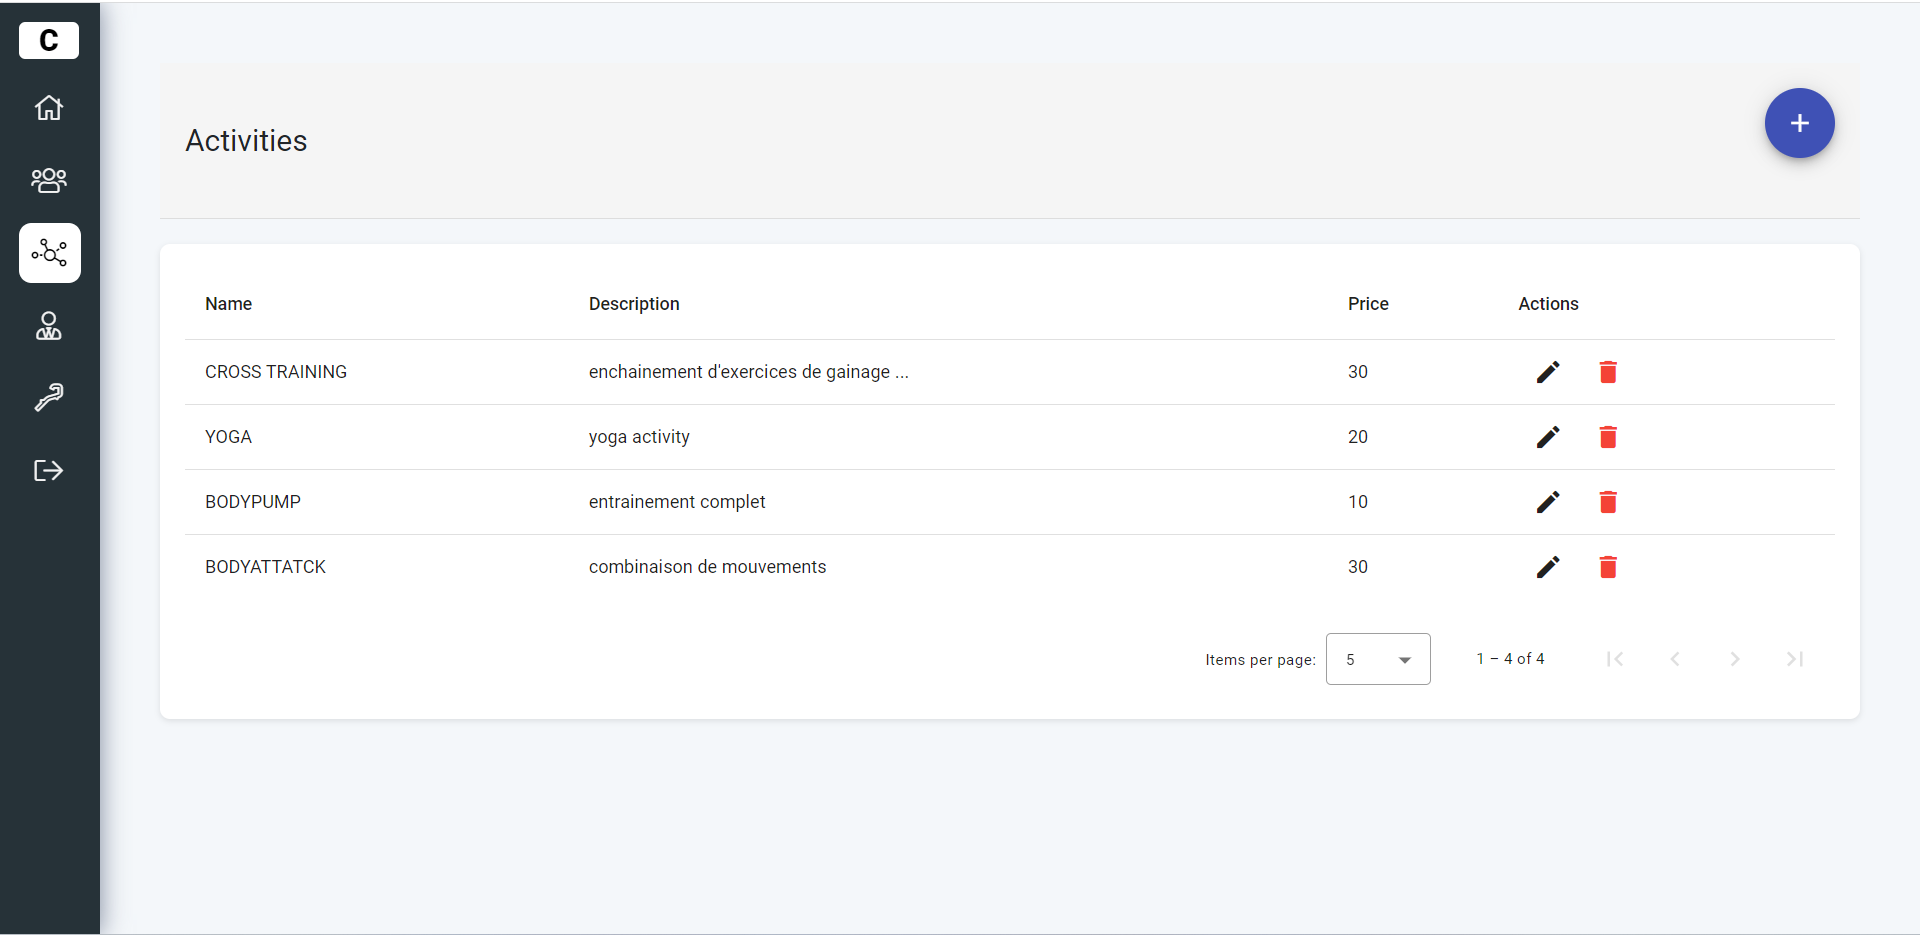 C
Activities
+
Name Description Price Actions
CROSS TRAINING enchainement d'exercices de gainage ... 30
YOGA yoga activity 20
BODYPUMP entrainement complet 10
BODYATTATCK combinaison de mouvements 30
Items per page: 5 1 – 4 of 4